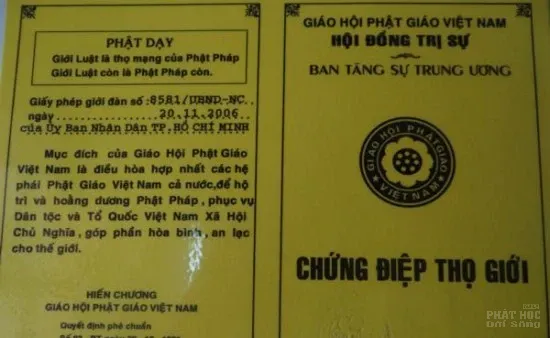 PHẬT DẠY
Giới Luật là thọ mạng của Phật Pháp
Giới Luật còn là Phật Pháp còn.
Giấy phép giới đàn số :8581/UBND-NC
ngày 20.11.2006
của Ủy Ban Nhân Dân TP. HỒ CHÍ MINH
Mục đích của Giáo Hội Phật Giáo
Việt Nam là điều hòa hợp nhất các hệ
phái Phật Giáo Việt Nam cả nước,để hộ
trì và hoằng dương Phật Pháp, phục vụ
Dân tộc và Tổ Quốc Việt Nam Xã Hội
Chủ Nghĩa, góp phần hòa bình, an lạc
cho thế giới.
HIẾN CHƯƠNG
GIÁO HỘI PHẬT GIÁO VIỆT NAM
Quyết định phê chuẩn
GIÁO HỘI PHẬT GIÁO VIỆT NAM
HỘI ĐỒNG TRỊ SỰ
BAN TĂNG SỰ TRUNG ƯƠNG
GIÁO HỘI PHẬT GIÁO
VIỆT NAM
CHỨNG ĐIỆP THỌ GIỚI
PHẬT HỌC
ĐỜI SỐNG